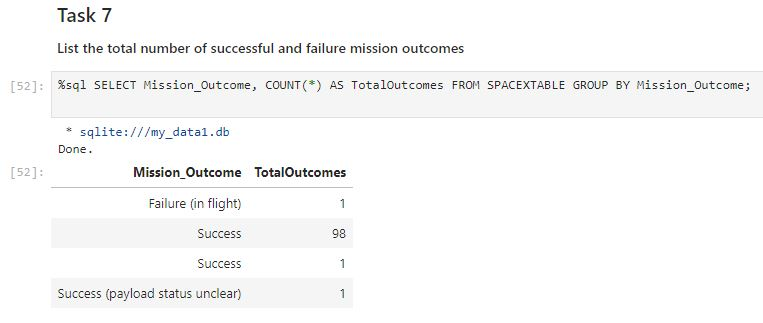 Task 7
List the total number of successful and failure mission outcomes
[52]: %sql SELECT Mission_Outcome, COUNT(*) AS TotalOutcomes FROM SPACEXTABLE GROUP BY Mission_Outcome;
* sqlite:///my_data1.db
Done.
[52]: Mission_Outcome TotalOutcomes
Failure (in flight) 1
Success 98
Success 1
Success (payload status unclear) 1